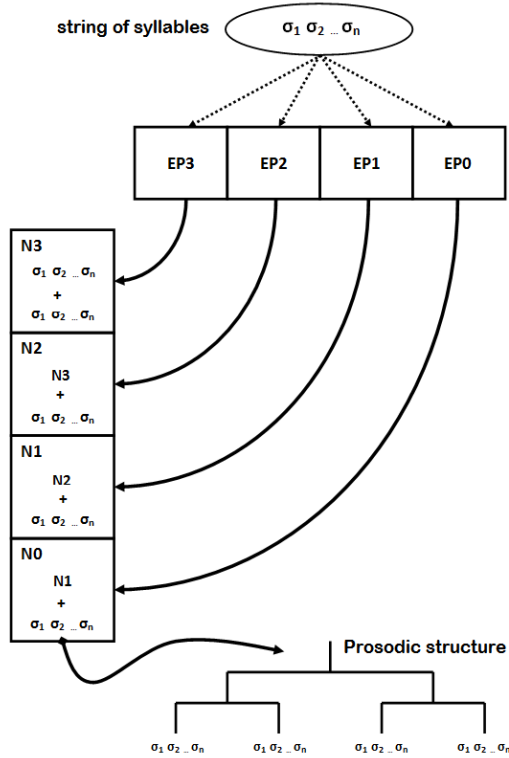 string of syllables
σ1 σ2 ... σn
EP3 EP2 EP1 EP0
N3
σ1 σ2 ... σn
+
σ1 σ2 ... σn
N2
N3
+
σ1 σ2 ... σn
N1
N2
+
σ1 σ2 ... σn
N0
N1
+
σ1 σ2 ... σn
Prosodic structure
σ1 σ2 ... σn σ1 σ2 ... σn σ1 σ2 ... σn σ1 σ2 ... σn